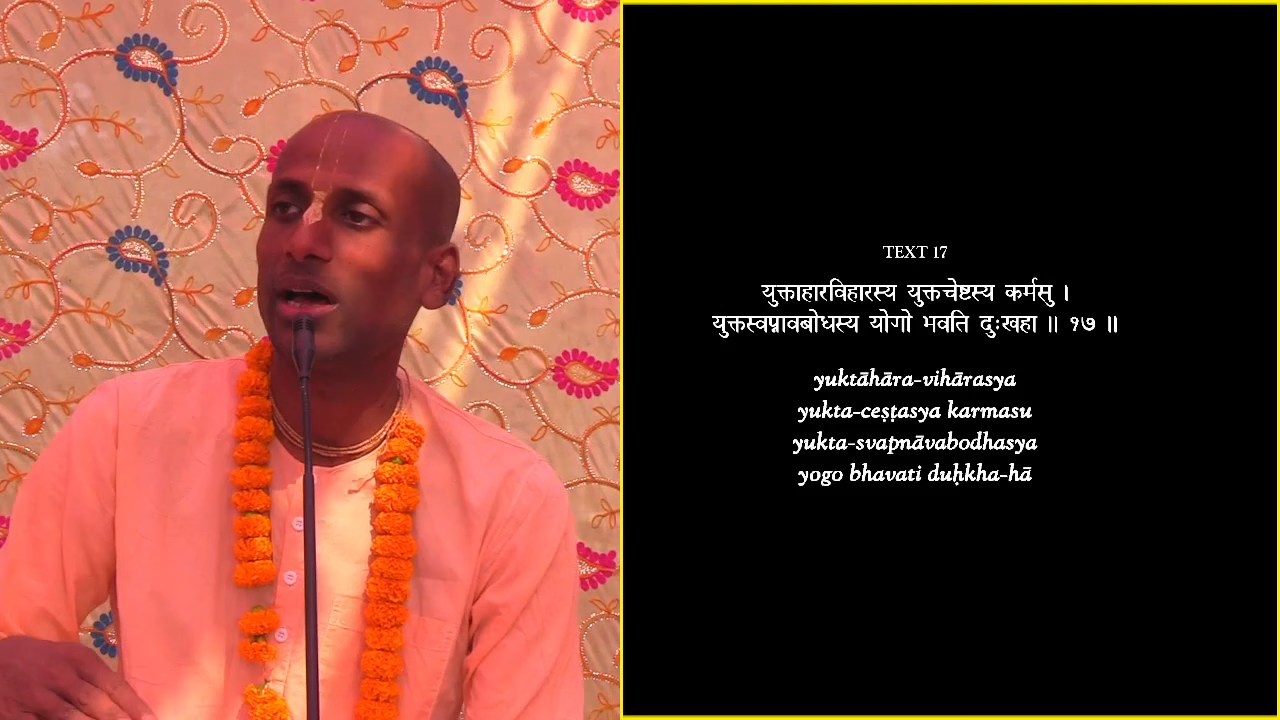 TEXT 17
युक्ताहारविहारस्य युक्तचेष्टस्य कर्मसु ।
युक्तस्वप्नावबोधस्य योगो भवति दुःखहा ॥ १७ ॥
yuktāhāra-vihārasya
yukta-ceṣṭasya karmasu
yukta-svapnāvabodhasya
yogo bhavati duḥkha-hā